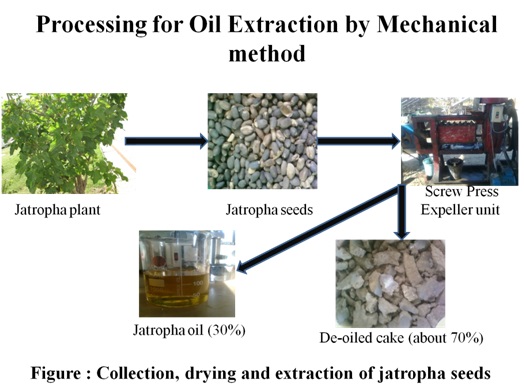 Processing for Oil Extraction by Mechanical
method
Jatropha plant
Jatropha seeds
Screw Press
Expeller unit
Jatropha oil (30%)
De-oiled cake (about 70%)
Figure : Collection, drying and extraction of jatropha seeds